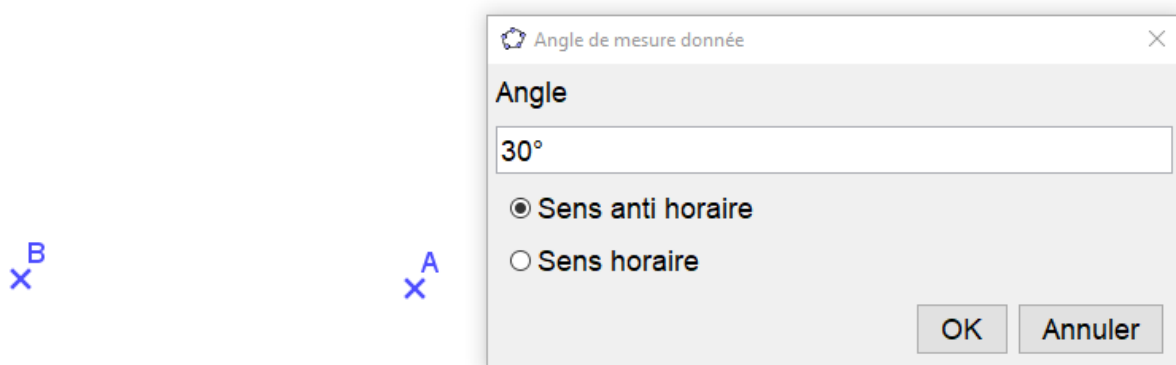 Angle de mesure donnée
Angle
30°
Sens anti horaire
Sens horaire
OK Annuler
B
A